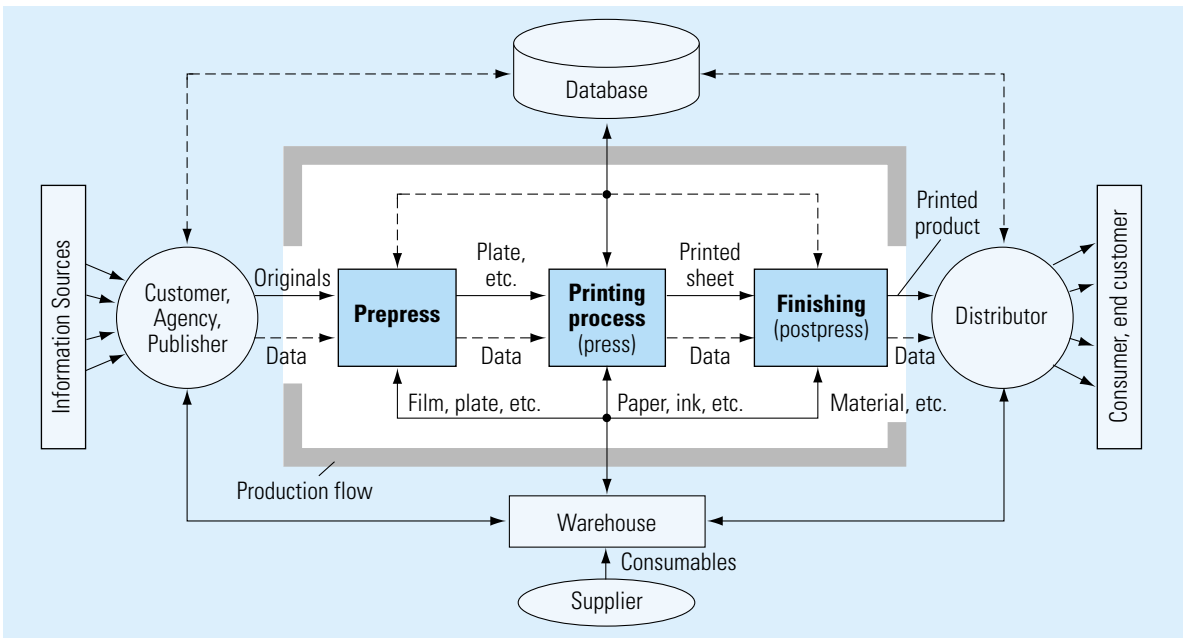 Database
Information Sources
Customer,
Agency,
Publisher
Originals
Data
Prepress
Plate,
etc.
Data
Printing
process
(press)
Printed
sheet
Data
Finishing
(postpress)
Printed
product
Data
Distributor
Consumer, end customer
Film, plate, etc.
Paper, ink, etc.
Material, etc.
Production flow
Warehouse
Consumables
Supplier